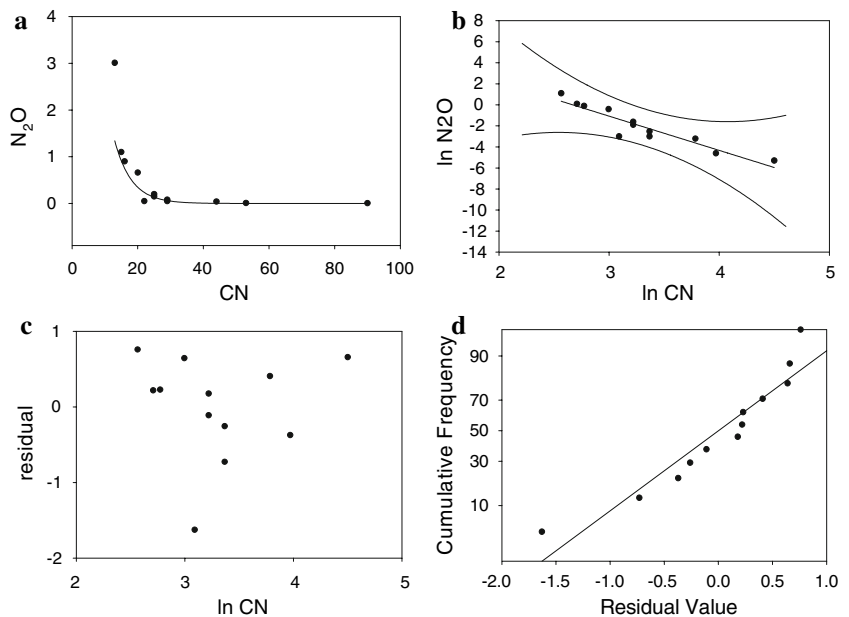 a
4
3
2
1
0
N₂O
0 20 40 60 80 100
CN
b
6
4
2
0
-2
-4
-6
-8
-10
-12
-14
ln N2O
2 3 4 5
ln CN
c
1
0
-1
-2
residual
2 3 4 5
ln CN
d
90
70
50
30
10
Cumulative Frequency
-2.0 -1.5 -1.0 -0.5 0.0 0.5 1.0
Residual Value